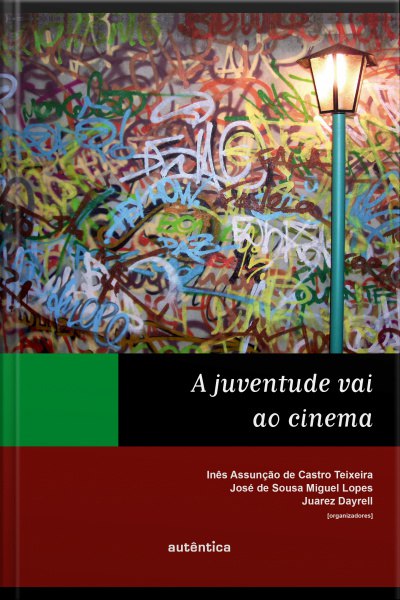 A juventude vai
ao cinema
Inês Assunção de Castro Teixeira
José de Sousa Miguel Lopes
Juarez Dayrell
[organizadores]
autêntica